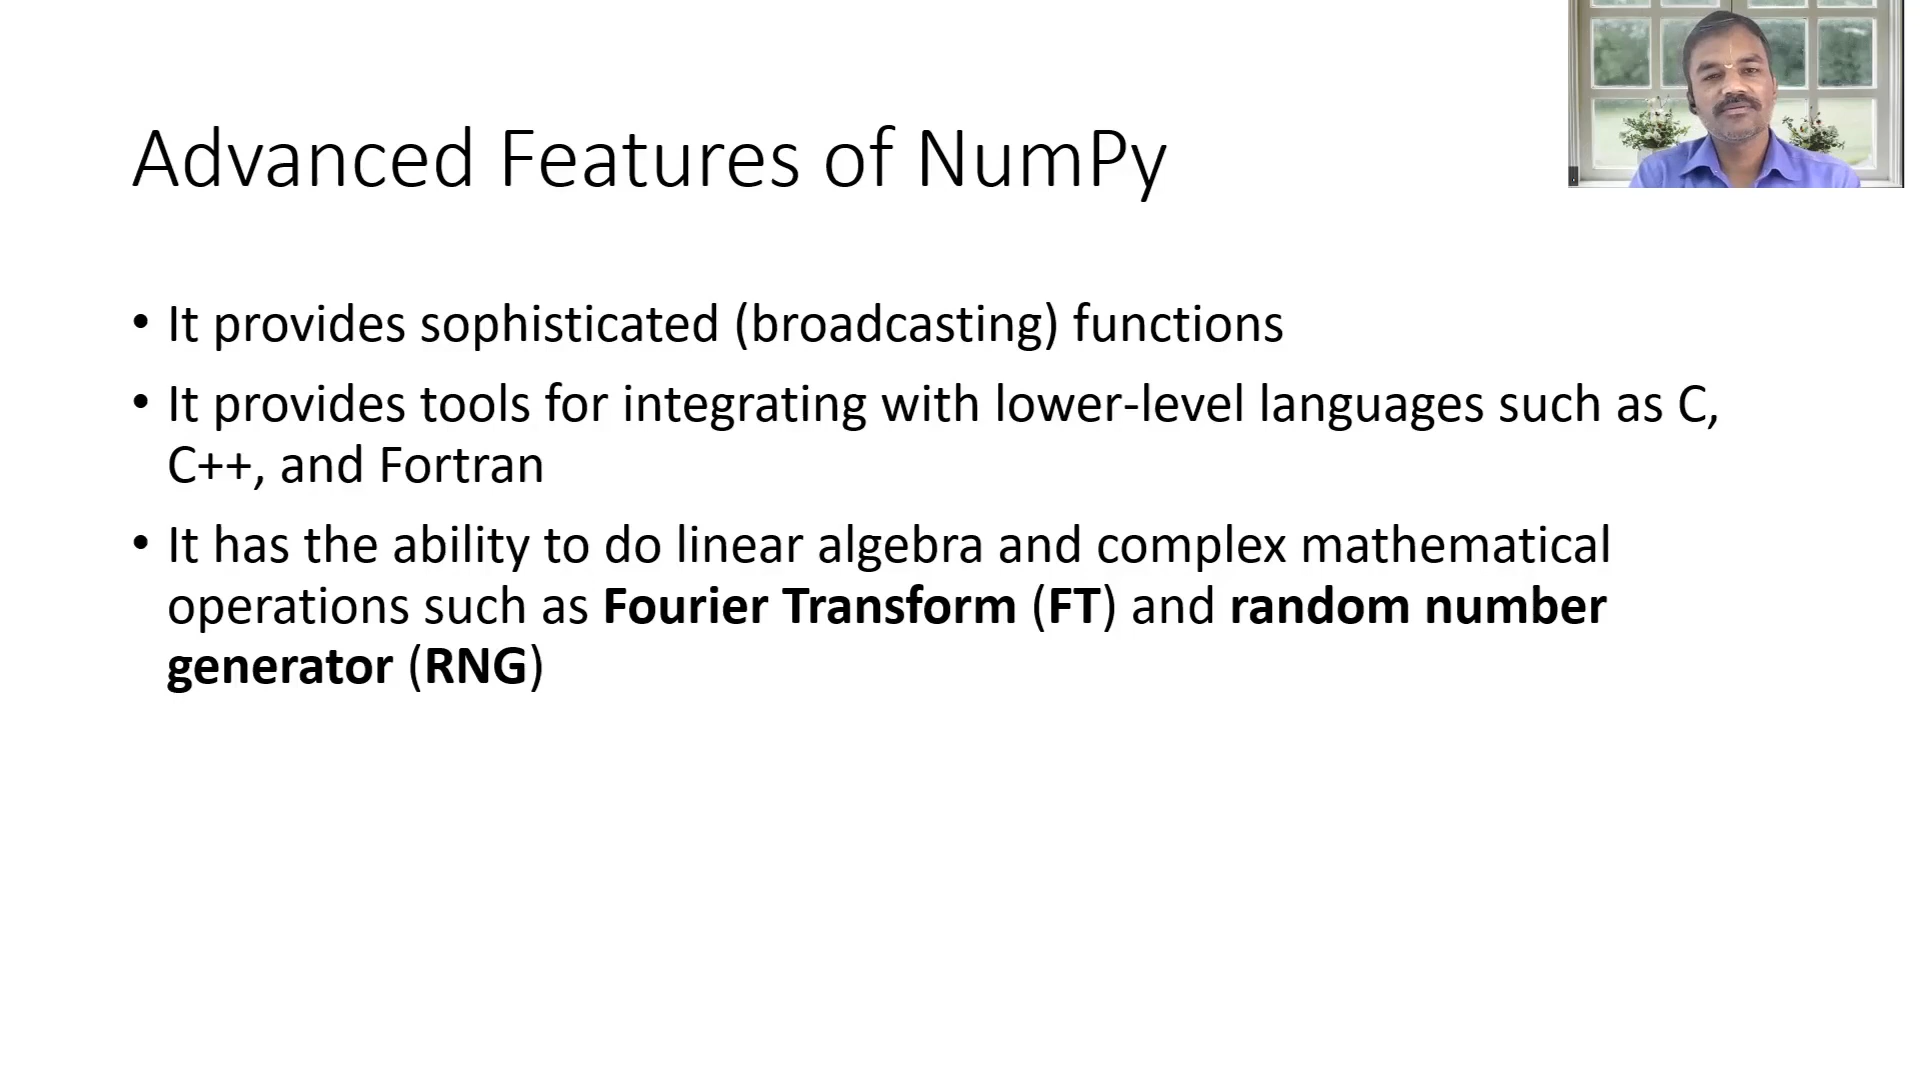 Advanced Features of NumPy
• It provides sophisticated (broadcasting) functions
• It provides tools for integrating with lower-level languages such as C,
C++, and Fortran
• It has the ability to do linear algebra and complex mathematical
operations such as Fourier Transform (FT) and random number
generator (RNG)